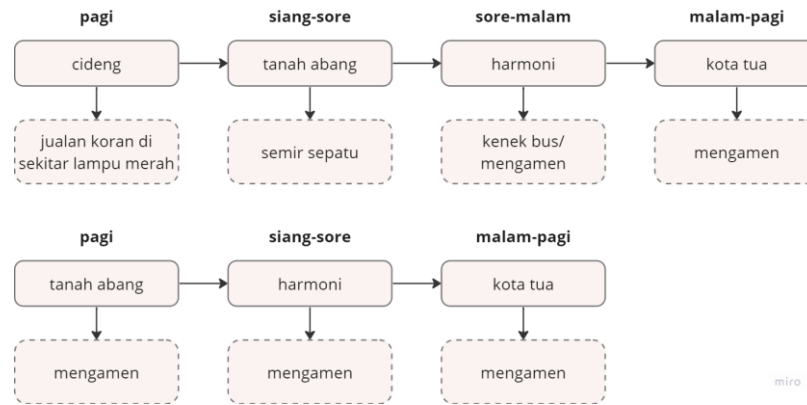 pagi
siang-sore
sore-malam
malam-pagi
cideng
tanah abang
harmoni
kota tua
jualan koran di
sekitar lampu merah
semir sepatu
kenek bus/
mengamen
mengamen
pagi
siang-sore
malam-pagi
tanah abang
harmoni
kota tua
mengamen
mengamen
mengamen
miro